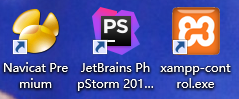 PS
Navicat Pre
mium
JetBrains Ph
pStorm 201...
xampp-cont
rol.exe